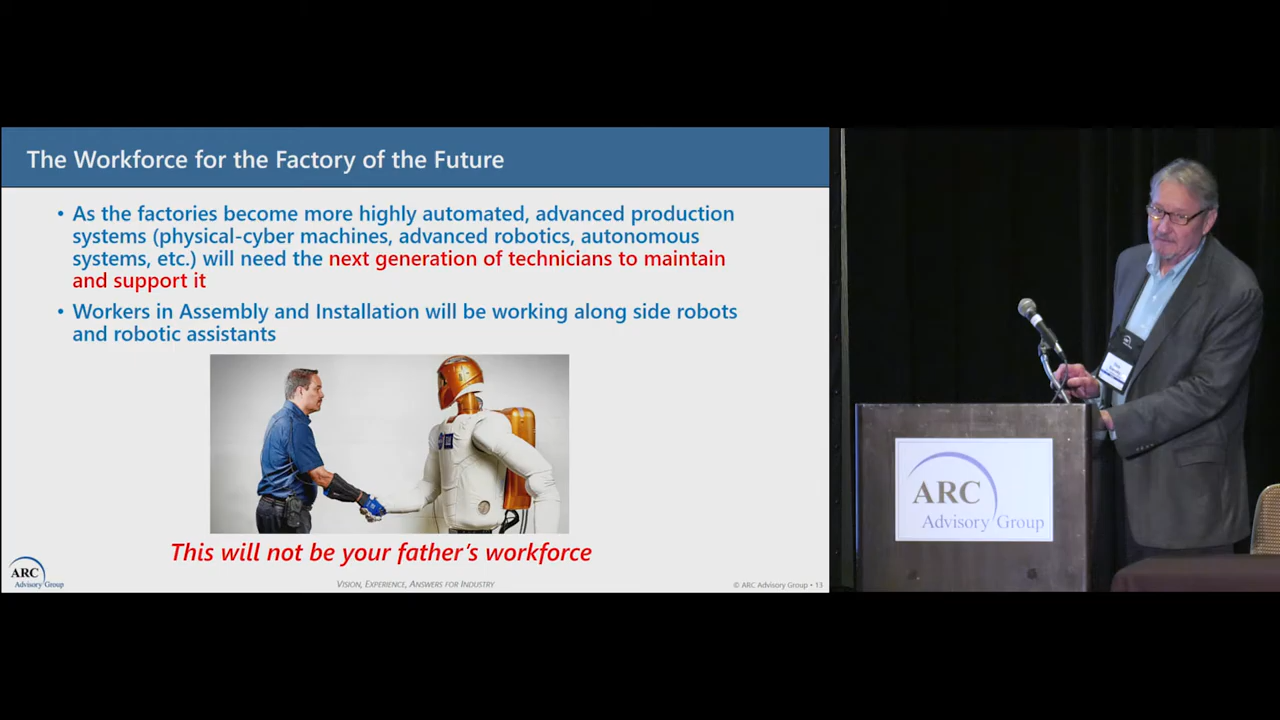 The Workforce for the Factory of the Future
• As the factories become more highly automated, advanced production
systems (physical-cyber machines, advanced robotics, autonomous
systems, etc.) will need the next generation of technicians to maintain
and support it
• Workers in Assembly and Installation will be working along side robots
and robotic assistants
This will not be your father's workforce
ARC
Advisory Group
VISION, EXPERIENCE, ANSWERS FOR INDUSTRY
© ARC Advisory Group • 13
ARC
Advisory Group